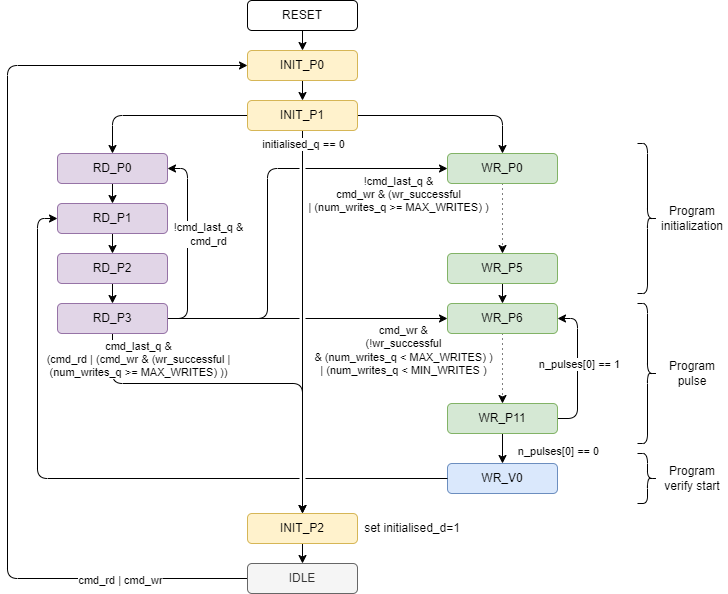 RESET
INIT_P0
INIT_P1
initialised_q == 0
RD_P0
WR_P0
!cmd_last_q &
cmd_wr & (wr_successful
| (num_writes_q >= MAX_WRITES) )
RD_P1
!cmd_last_q &
cmd_rd
Program
initialization
RD_P2
WR_P5
RD_P3
WR_P6
cmd_last_q &
(cmd_rd | (cmd_wr & (wr_successful |
(num_writes_q >= MAX_WRITES) ))
cmd_wr &
(!wr_successful
& (num_writes_q < MAX_WRITES) )
| (num_writes_q < MIN_WRITES )
n_pulses[0] == 1
Program
pulse
WR_P11
n_pulses[0] == 0
WR_V0
Program
verify start
INIT_P2
set initialised_d=1
IDLE
cmd_rd | cmd_wr